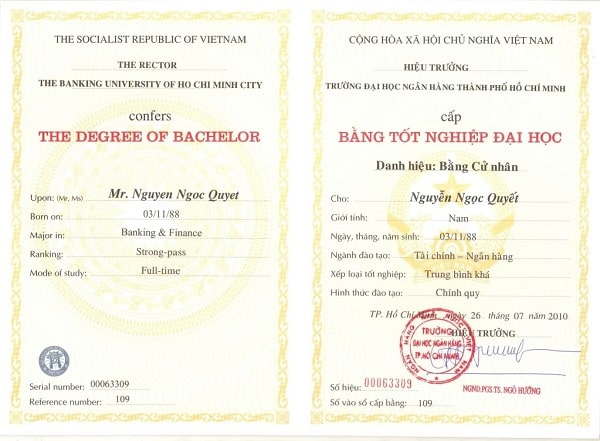 THE SOCIALIST REPUBLIC OF VIETNAM
THE RECTOR
THE BANKING UNIVERSITY OF HO CHI MINH CITY
confers
THE DEGREE OF BACHELOR
Upon: (Mr, Ms) Mr. Nguyen Ngoc Quyet
Born on: 03/11/88
Major in: Banking & Finance
Ranking: Strong-pass
Mode of study: Full-time
Serial number: 00063309
Reference number: 109
CỘNG HÒA XÃ HỘI CHỦ NGHĨA VIỆT NAM
HIỆU TRƯỞNG
TRƯỜNG ĐẠI HỌC NGÂN HÀNG THÀNH PHỐ HỒ CHÍ MINH
cấp
BẰNG TỐT NGHIỆP ĐẠI HỌC
Danh hiệu: Bằng Cử nhân
Cho: Nguyễn Ngọc Quyết
Giới tính: Nam
Ngày, tháng, năm sinh: 03/11/88
Ngành đào tạo: Tài chính – Ngân hàng
Xếp loại tốt nghiệp: Trung bình khá
Hình thức đào tạo: Chính quy
TP. Hồ Chí Minh, ngày 26 tháng 07 năm 2010
HIỆU TRƯỞNG
NGÂN HÀNG NHÀ NƯỚC VIỆT NAM
TRƯỜNG
ĐẠI HỌC NGÂN HÀNG
TP.HỒ CHÍ MINH
Số hiệu: 00063309
NGND.PGS.TS. NGÔ HƯỚNG
Số vào sổ cấp bằng: 109